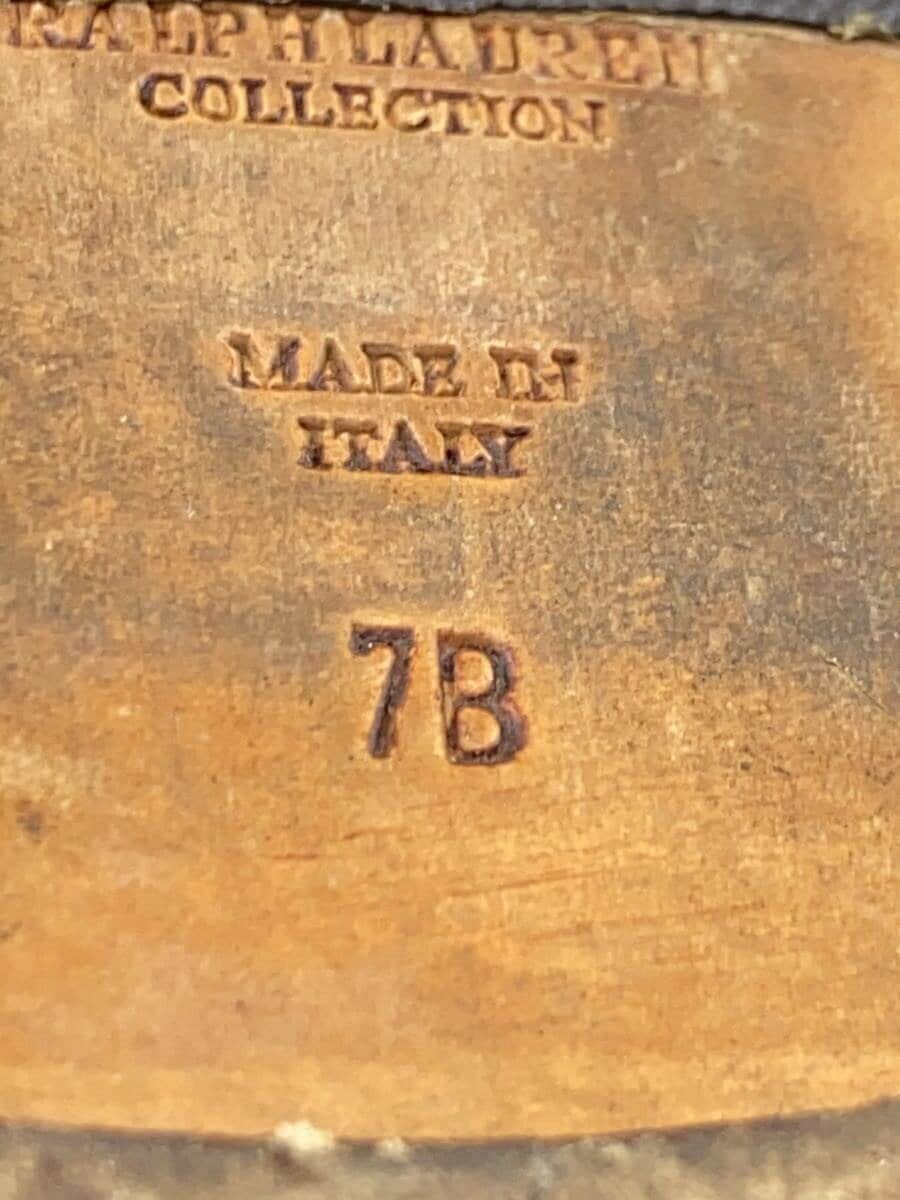 RALPH LAUREN
COLLECTION
MADE IN
ITALY
7B